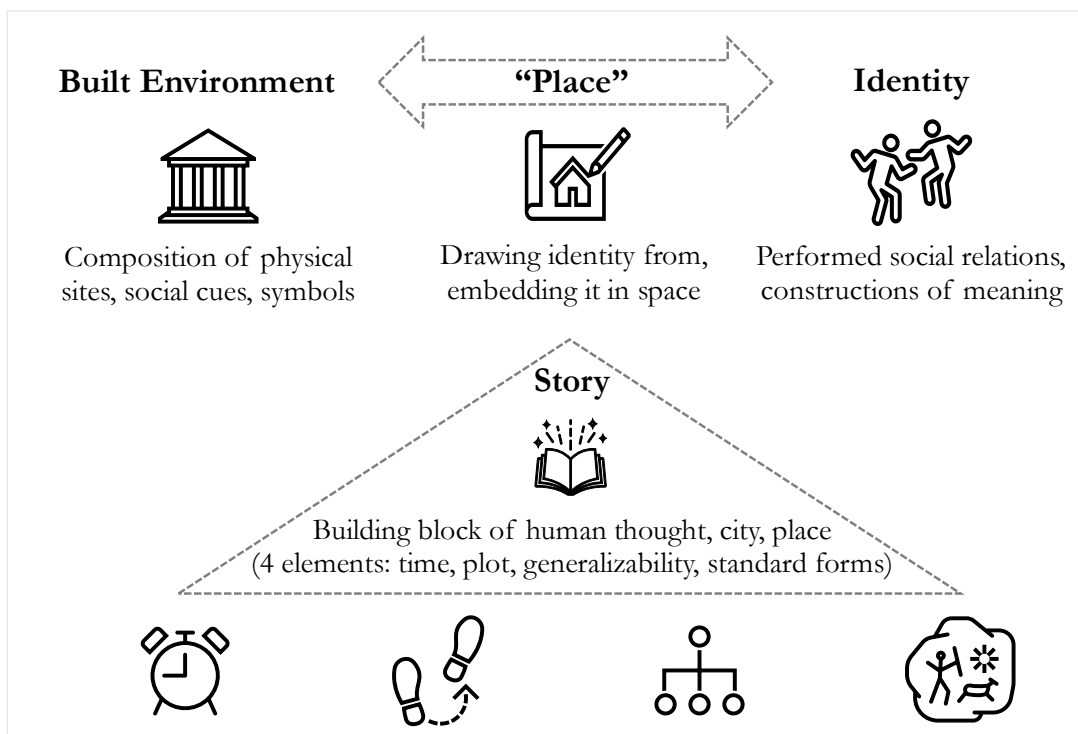 Built Environment
“Place”
Identity
Composition of physical
sites, social cues, symbols
Drawing identity from,
embedding it in space
Performed social relations,
constructions of meaning
Story
Building block of human thought, city, place
(4 elements: time, plot, generalizability, standard forms)